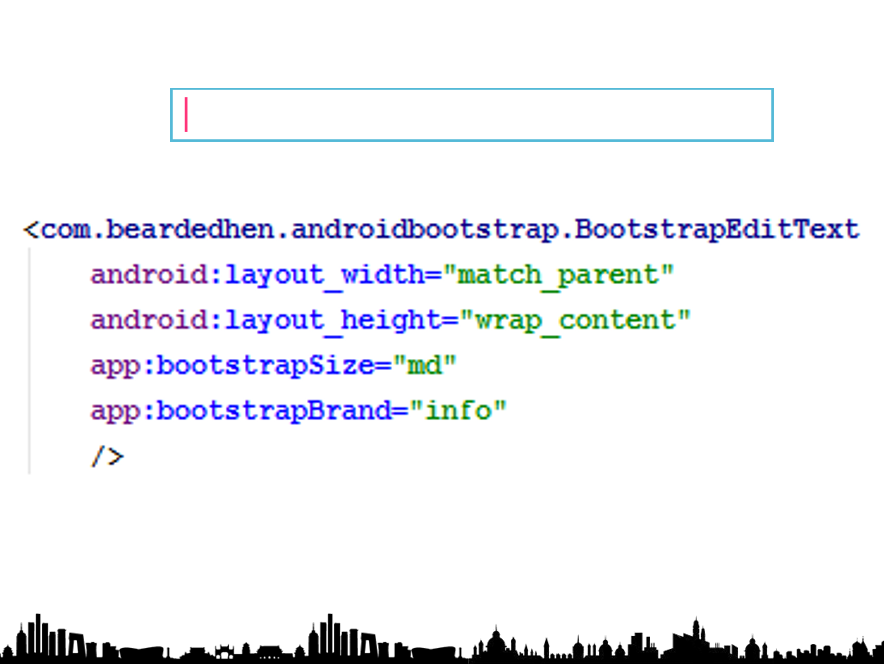 <com.beardedhen.androidbootstrap.BootstrapEditText
android:layout_width="match_parent"
android:layout_height="wrap_content"
app:bootstrapSize="md"
app:bootstrapBrand="info"
/>